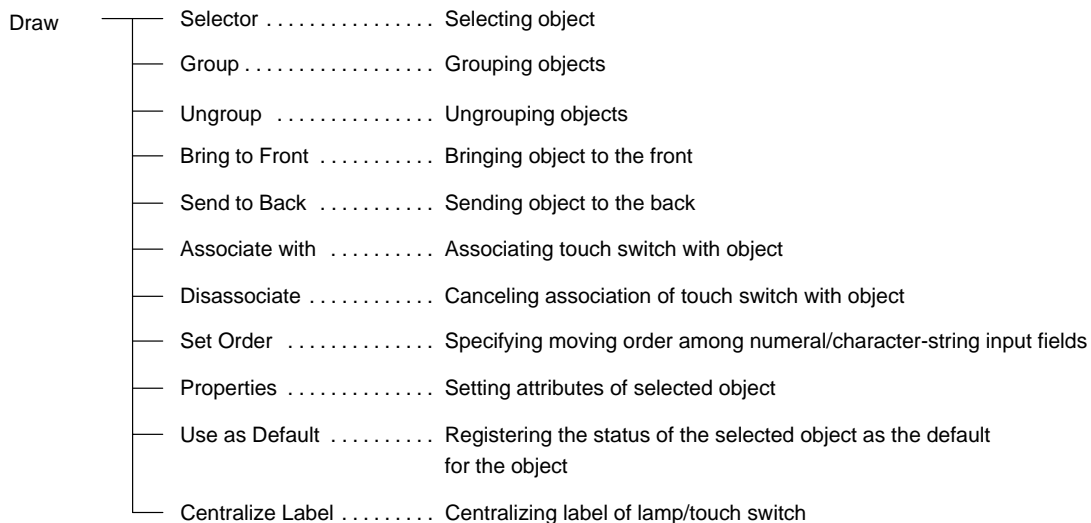 Draw Selector . . . . . . . . . . . . . . . . Selecting object
Group . . . . . . . . . . . . . . . . . . Grouping objects
Ungroup . . . . . . . . . . . . . . . Ungrouping objects
Bring to Front . . . . . . . . . . . Bringing object to the front
Send to Back . . . . . . . . . . . Sending object to the back
Associate with . . . . . . . . . . Associating touch switch with object
Disassociate . . . . . . . . . . . . Canceling association of touch switch with object
Set Order . . . . . . . . . . . . . . Specifying moving order among numeral/character-string input fields
Properties . . . . . . . . . . . . . . Setting attributes of selected object
Use as Default . . . . . . . . . . Registering the status of the selected object as the default
for the object
Centralize Label . . . . . . . . . Centralizing label of lamp/touch switch